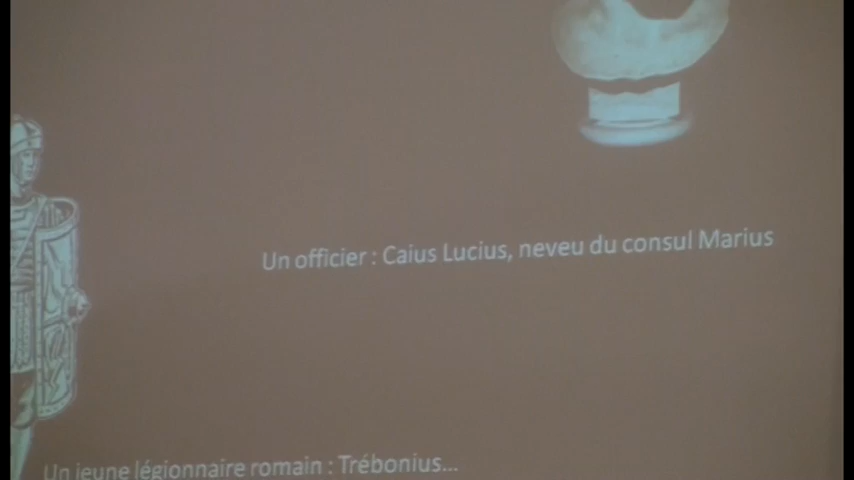 Un officier : Caius Lucius, neveu du consul Marius
Un jeune légionnaire romain : Trébonius...